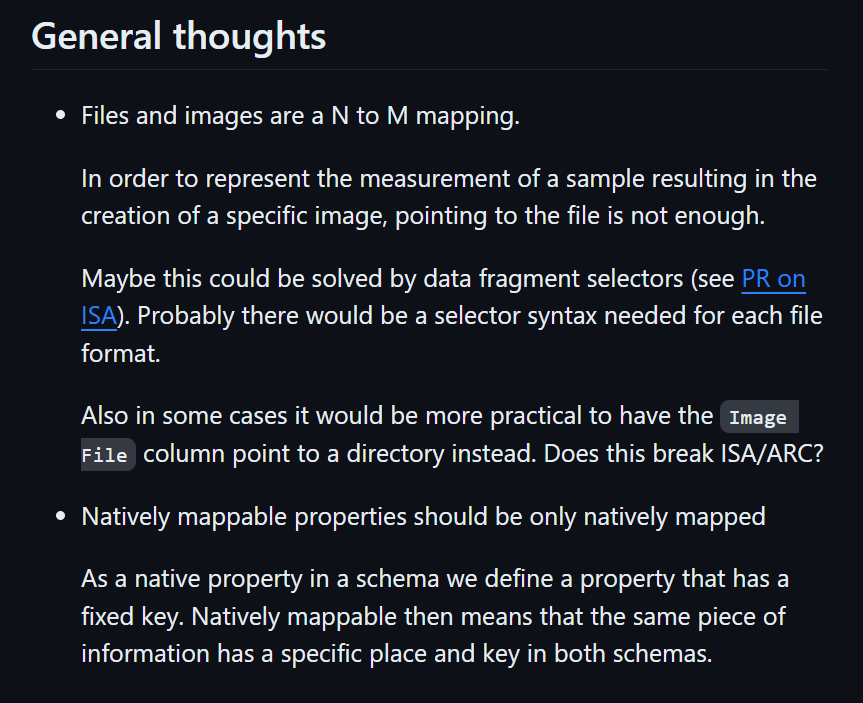 General thoughts
Files and images are a N to M mapping.
In order to represent the measurement of a sample resulting in the
creation of a specific image, pointing to the file is not enough.
Maybe this could be solved by data fragment selectors (see PR on
ISA). Probably there would be a selector syntax needed for each file
format.
Also in some cases it would be more practical to have the Image
File column point to a directory instead. Does this break ISA/ARC?
Natively mappable properties should be only natively mapped
As a native property in a schema we define a property that has a
fixed key. Natively mappable then means that the same piece of
information has a specific place and key in both schemas.